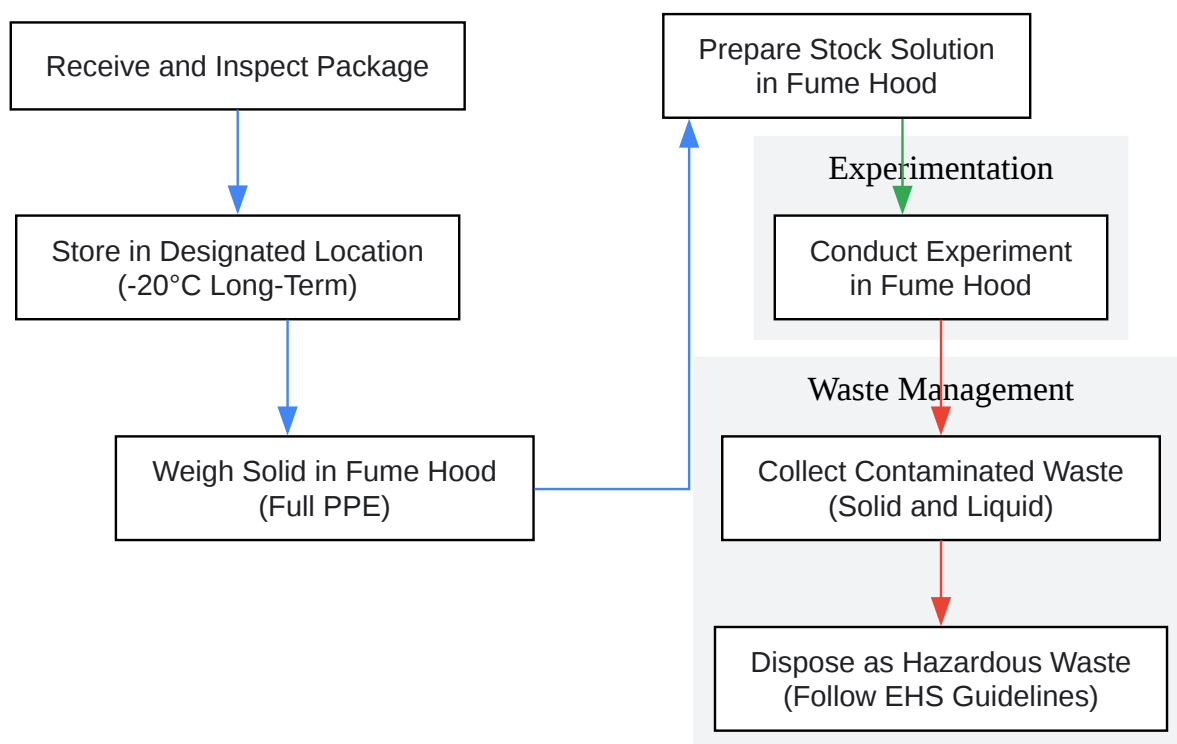 Receive and Inspect Package
Store in Designated Location
(-20°C Long-Term)
Weigh Solid in Fume Hood
(Full PPE)
Prepare Stock Solution
in Fume Hood
Experimentation
Conduct Experiment
in Fume Hood
Waste Management
Collect Contaminated Waste
(Solid and Liquid)
Dispose as Hazardous Waste
(Follow EHS Guidelines)